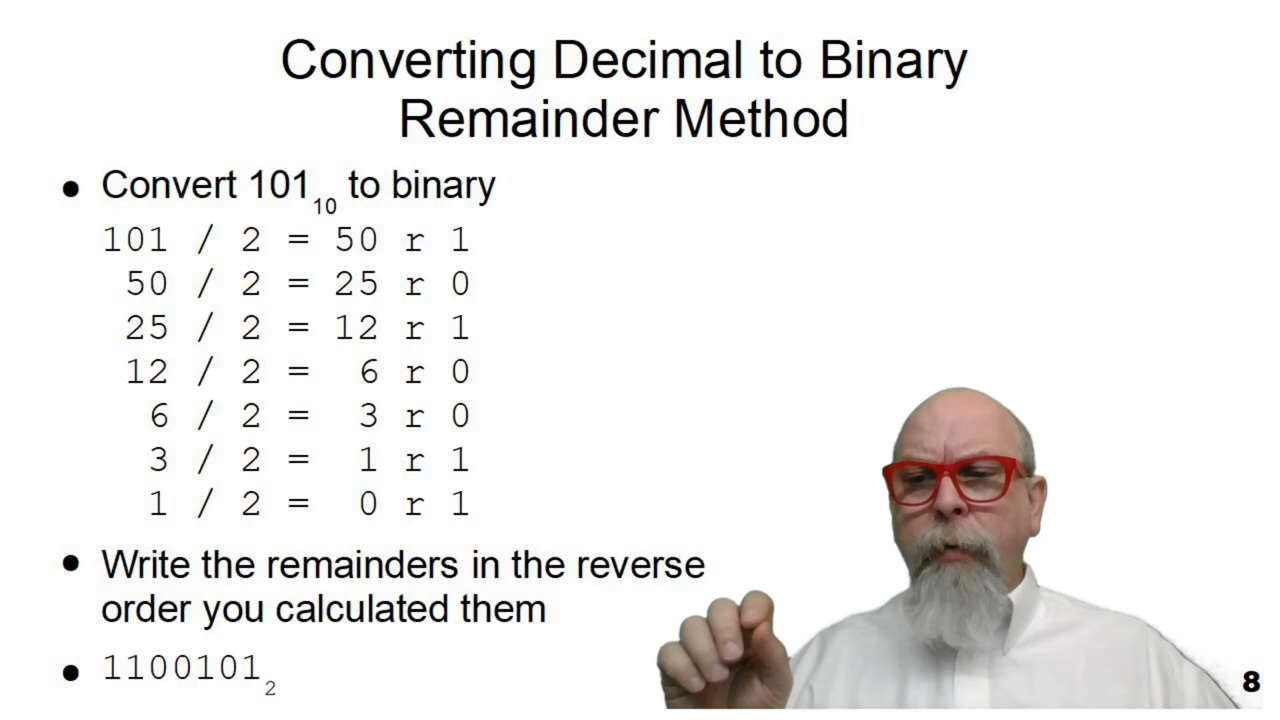 Converting Decimal to Binary
Remainder Method
● Convert 101₁₀ to binary
101 / 2 = 50 r 1
50 / 2 = 25 r 0
25 / 2 = 12 r 1
12 / 2 = 6 r 0
6 / 2 = 3 r 0
3 / 2 = 1 r 1
1 / 2 = 0 r 1
● Write the remainders in the reverse
order you calculated them
● 1100101₂
8